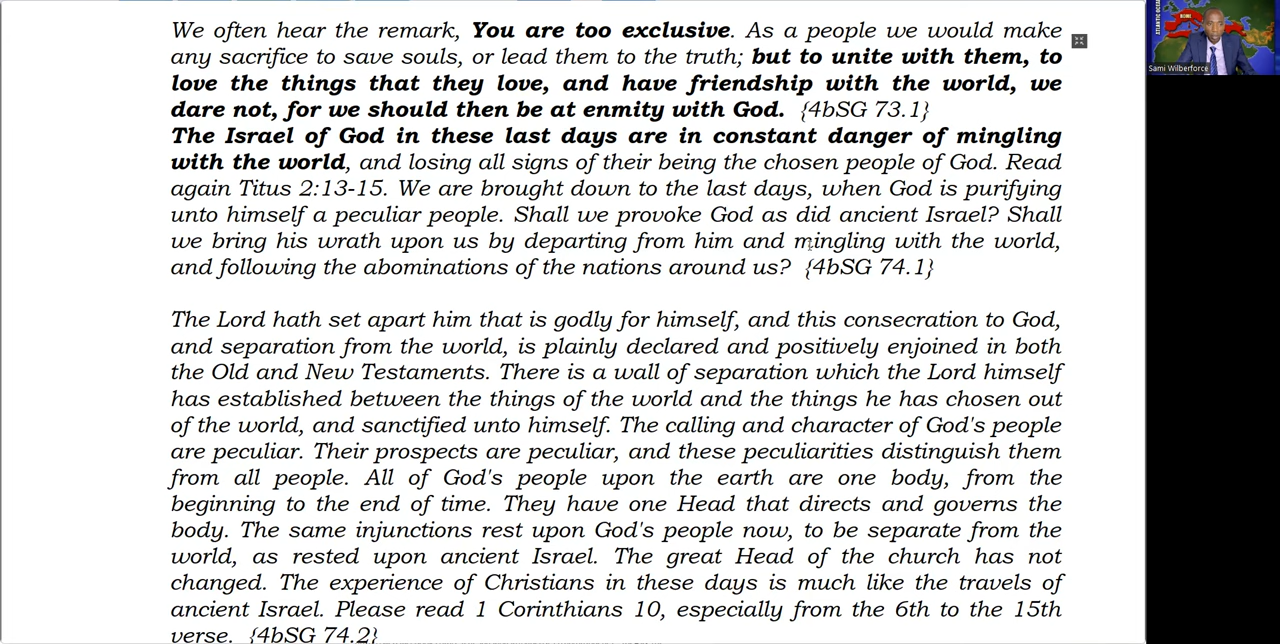 We often hear the remark, You are too exclusive. As a people we would make
any sacrifice to save souls, or lead them to the truth; but to unite with them, to
love the things that they love, and have friendship with the world, we
dare not, for we should then be at enmity with God. {4bSG 73.1}
The Israel of God in these last days are in constant danger of mingling
with the world, and losing all signs of their being the chosen people of God. Read
again Titus 2:13-15. We are brought down to the last days, when God is purifying
unto himself a peculiar people. Shall we provoke God as did ancient Israel? Shall
we bring his wrath upon us by departing from him and mingling with the world,
and following the abominations of the nations around us? {4bSG 74.1}
The Lord hath set apart him that is godly for himself, and this consecration to God,
and separation from the world, is plainly declared and positively enjoined in both
the Old and New Testaments. There is a wall of separation which the Lord himself
has established between the things of the world and the things he has chosen out
of the world, and sanctified unto himself. The calling and character of God's people
are peculiar. Their prospects are peculiar, and these peculiarities distinguish them
from all people. All of God's people upon the earth are one body, from the
beginning to the end of time. They have one Head that directs and governs the
body. The same injunctions rest upon God's people now, to be separate from the
world, as rested upon ancient Israel. The great Head of the church has not
changed. The experience of Christians in these days is much like the travels of
ancient Israel. Please read 1 Corinthians 10, especially from the 6th to the 15th
verse. {4bSG 74.2}
ATLANTIC OCEAN
ROME
Sami Wilberforce